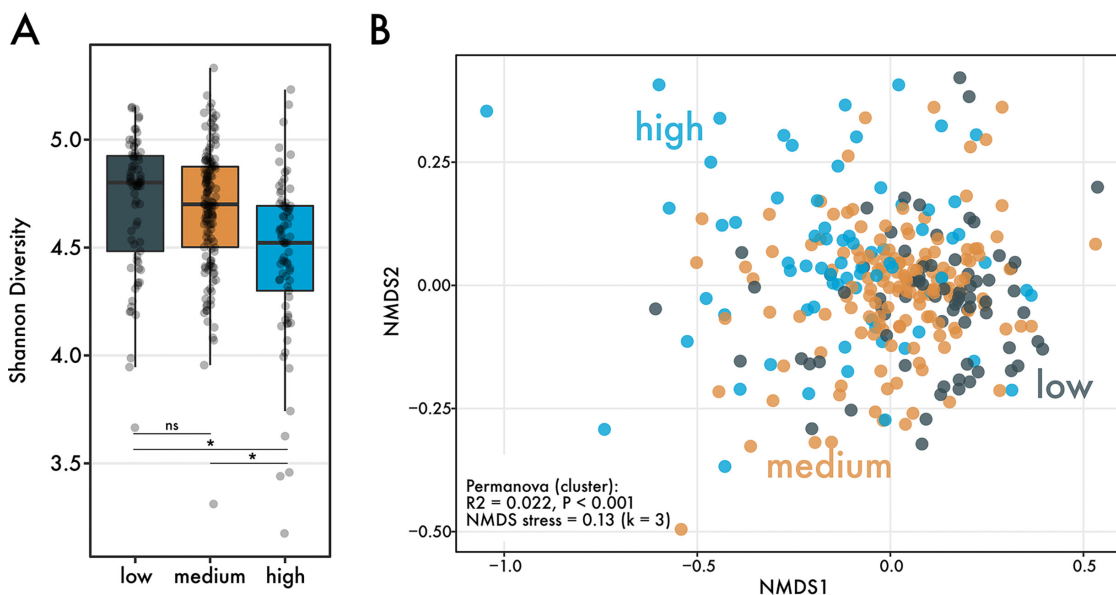 A
Shannon Diversity
5.0
4.5
4.0
3.5
ns
*
*
low medium high
B
NMDS2
0.25
0.00
−0.25
−0.50
high
low
medium
Permanova (cluster):
R2 = 0.022, P < 0.001
NMDS stress = 0.13 (k = 3)
−1.0 −0.5 0.0 0.5
NMDS1